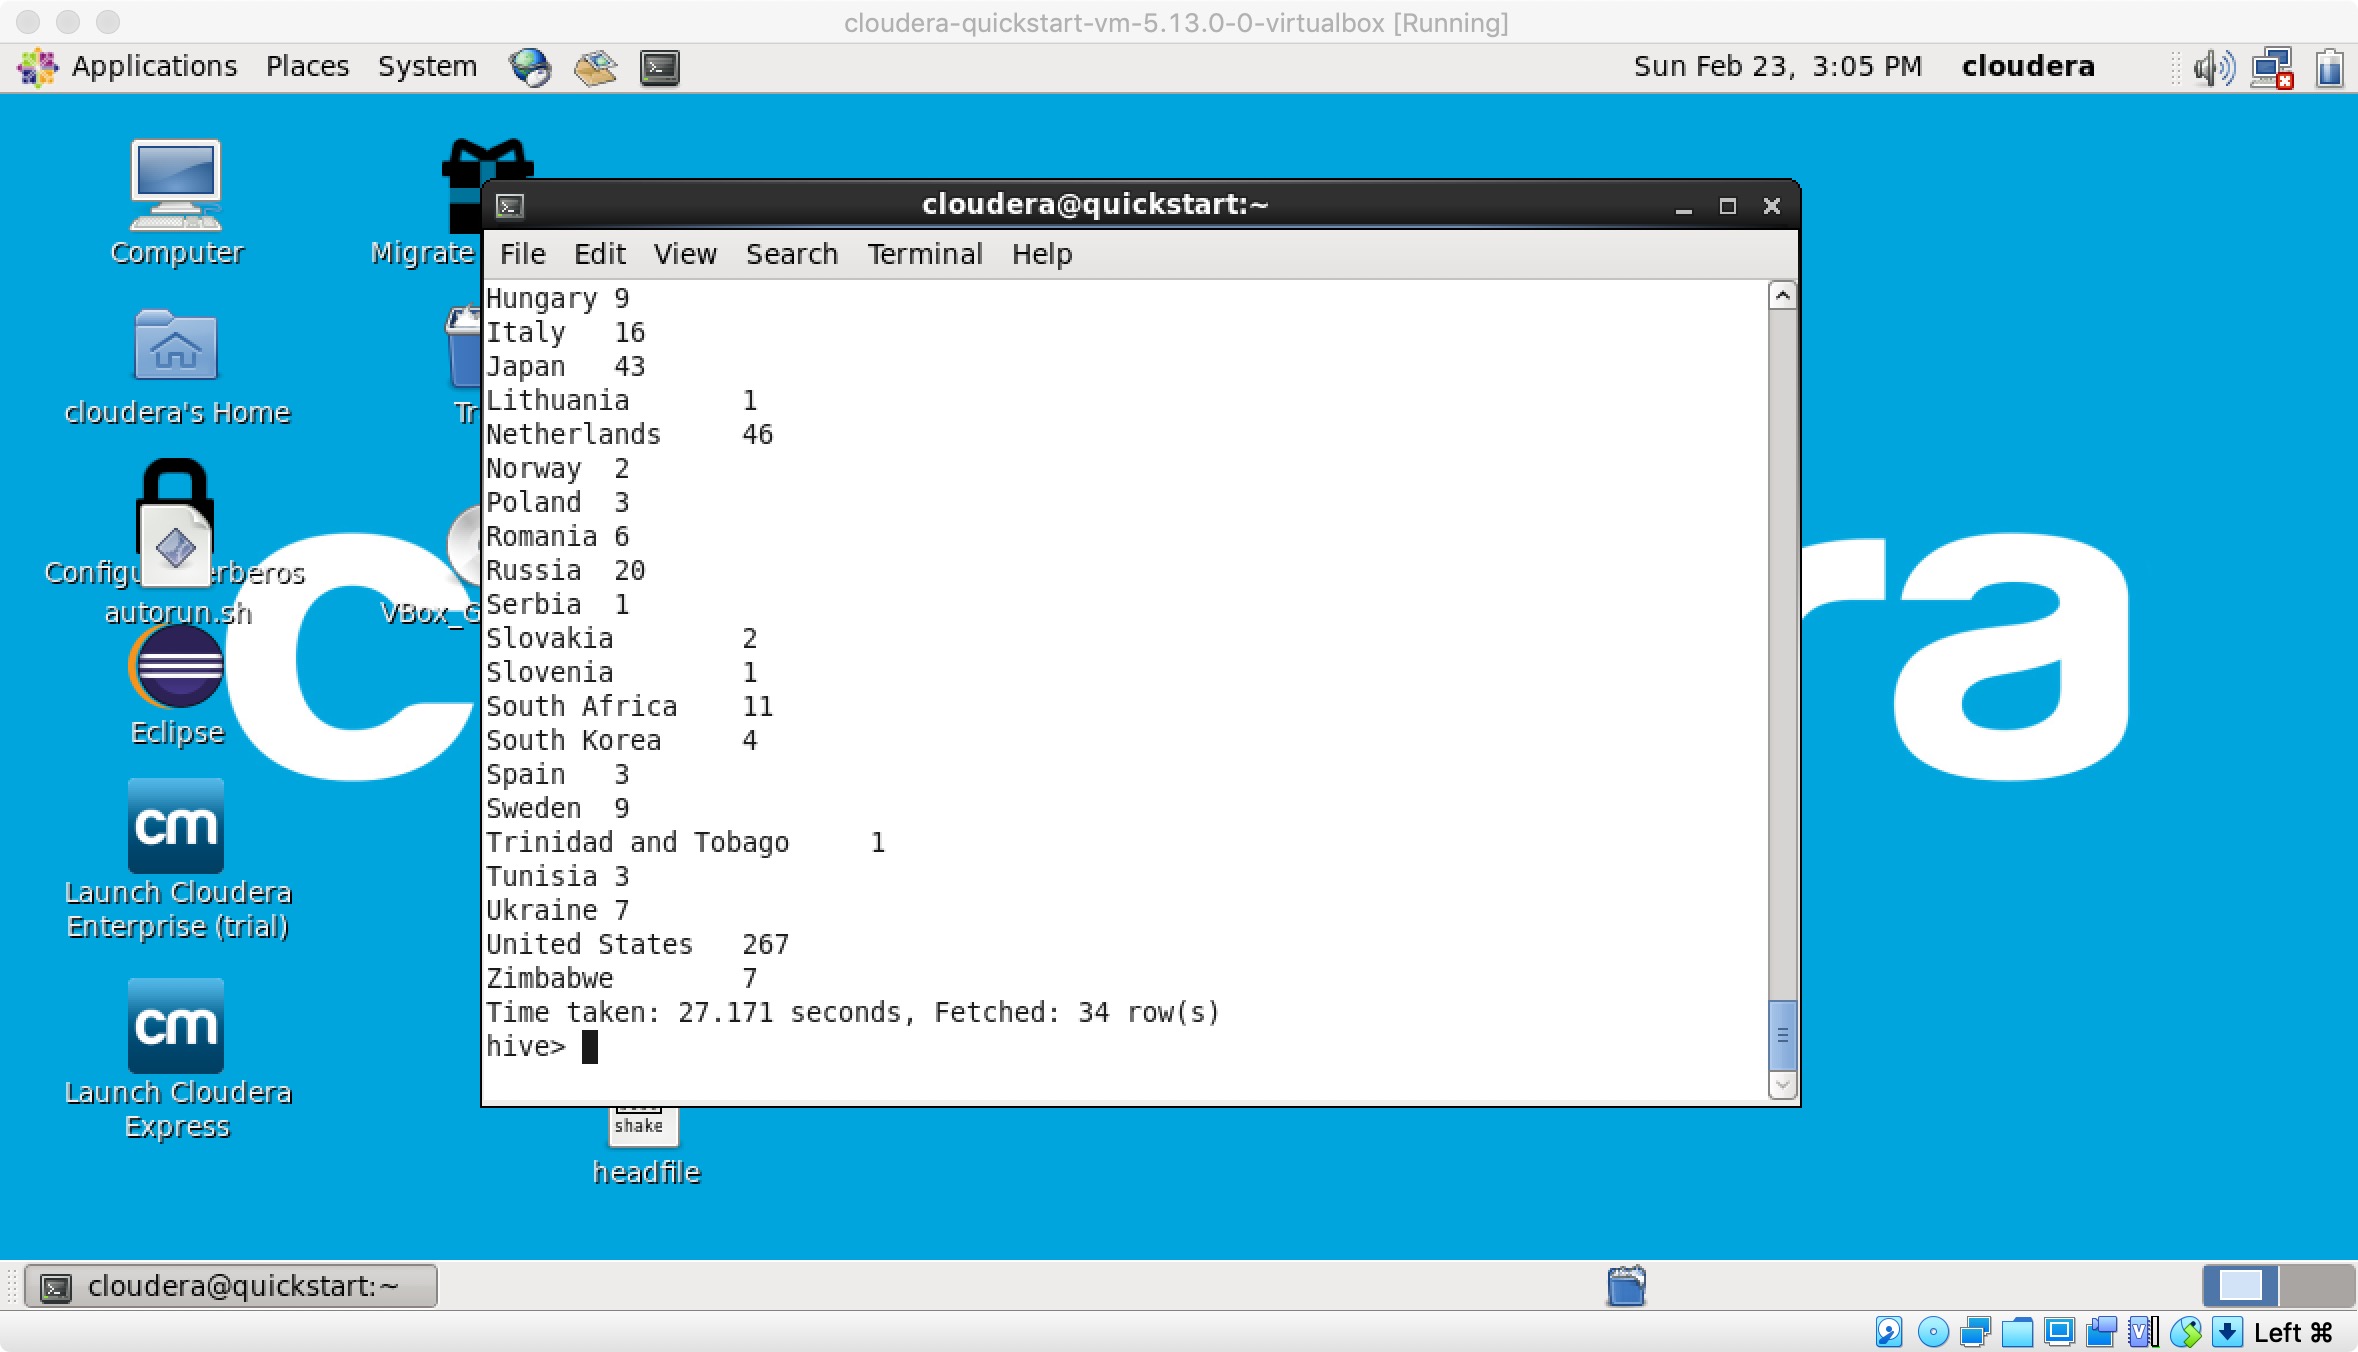 cloudera-quickstart-vm-5.13.0-0-virtualbox [Running]
Applications Places System Sun Feb 23, 3:05 PM cloudera
Computer
Migrate
cloudera's Home
Tr
Configu erberos
autorun.sh
VBox_G
Eclipse
cm
Launch Cloudera
Enterprise (trial)
cm
Launch Cloudera
Express
c ra
cloudera@quickstart:~
File Edit View Search Terminal Help
Hungary 9
Italy 16
Japan 43
Lithuania 1
Netherlands 46
Norway 2
Poland 3
Romania 6
Russia 20
Serbia 1
Slovakia 2
Slovenia 1
South Africa 11
South Korea 4
Spain 3
Sweden 9
Trinidad and Tobago 1
Tunisia 3
Ukraine 7
United States 267
Zimbabwe 7
Time taken: 27.171 seconds, Fetched: 34 row(s)
hive>
shake
headfile
cloudera@quickstart:~
Left ⌘